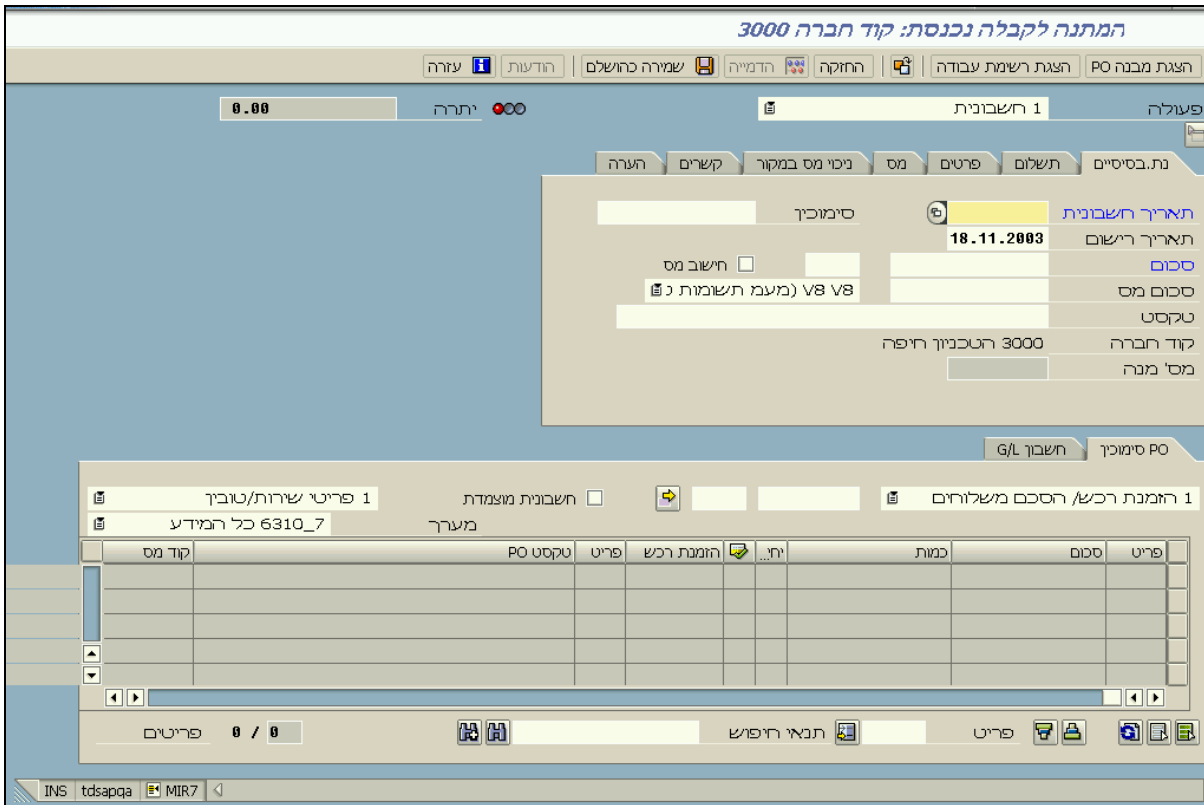 המתנה לקבלה נכנסת: קוד חברה 3000
הצגת מבנה PO הצגת רשימת עבודה החזקה הדמייה שמירה כהושלם הודעות עזרה
פעולה 1 חשבונית יתרה 0.00
נת.בסיסיים תשלום פרטים מס ניכוי מס במקור קשרים הערה
תאריך חשבונית סימוכין
תאריך רישום 18.11.2003
סכום חישוב מס
סכום מס V8 V8 (מעמ תשומות נ
טקסט
קוד חברה 3000 הטכניון חיפה
מס' מנה
PO סימוכין חשבון G/L
1 הזמנת רכש/ הסכם משלוחים חשבונית מוצמדת 1 פריטי שירות/טובין
מערך 7_6310 כל המידע
פריט סכום כמות יחי... הזמנת רכש פריט טקסט PO קוד מס
פריט תנאי חיפוש 0 / 0 פריטים
INS tdsapqa MIR7